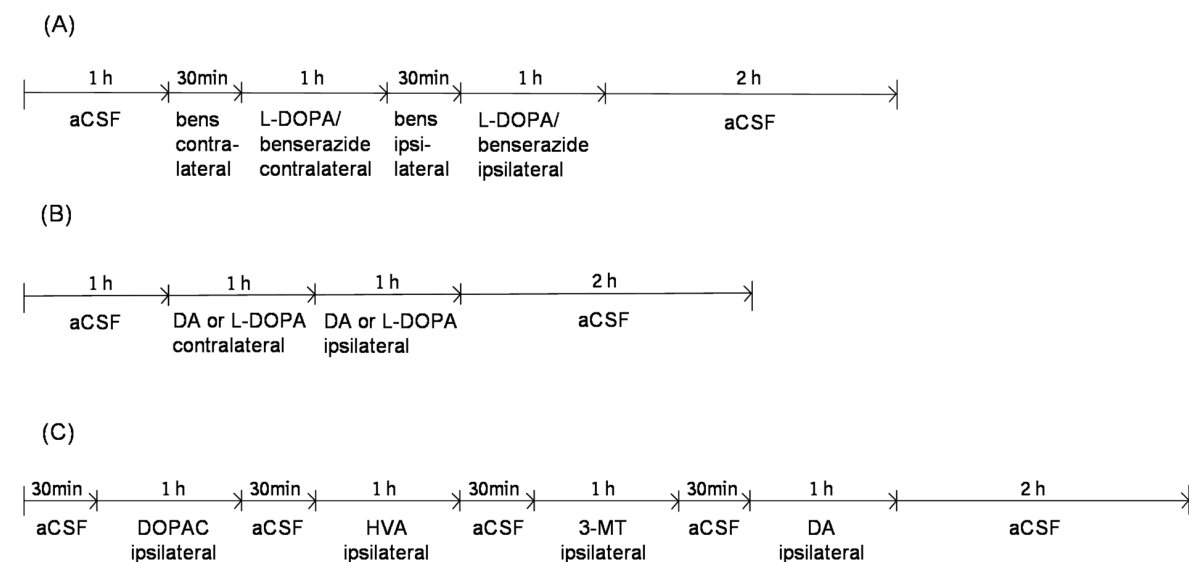 (A)
1 h 30min 1 h 30min 1 h 2 h
aCSF bens L-DOPA/ bens L-DOPA/ aCSF
contra- benserazide ipsi- benserazide
lateral contralateral lateral ipsilateral
(B)
1 h 1 h 1 h 2 h
aCSF DA or L-DOPA DA or L-DOPA aCSF
contralateral ipsilateral
(C)
30min 1 h 30min 1 h 30min 1 h 30min 1 h 2 h
aCSF DOPAC aCSF HVA aCSF 3-MT aCSF DA aCSF
ipsilateral ipsilateral ipsilateral ipsilateral